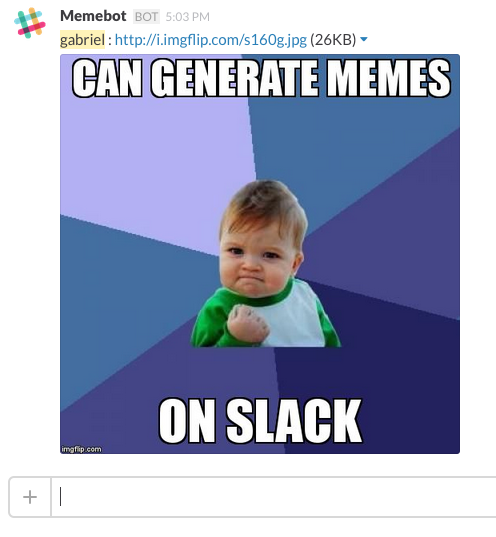 Memebot BOT 5:03 PM
gabriel : http://i.imgflip.com/s160g.jpg (26KB)
CAN GENERATE MEMES
ON SLACK
imgflip.com